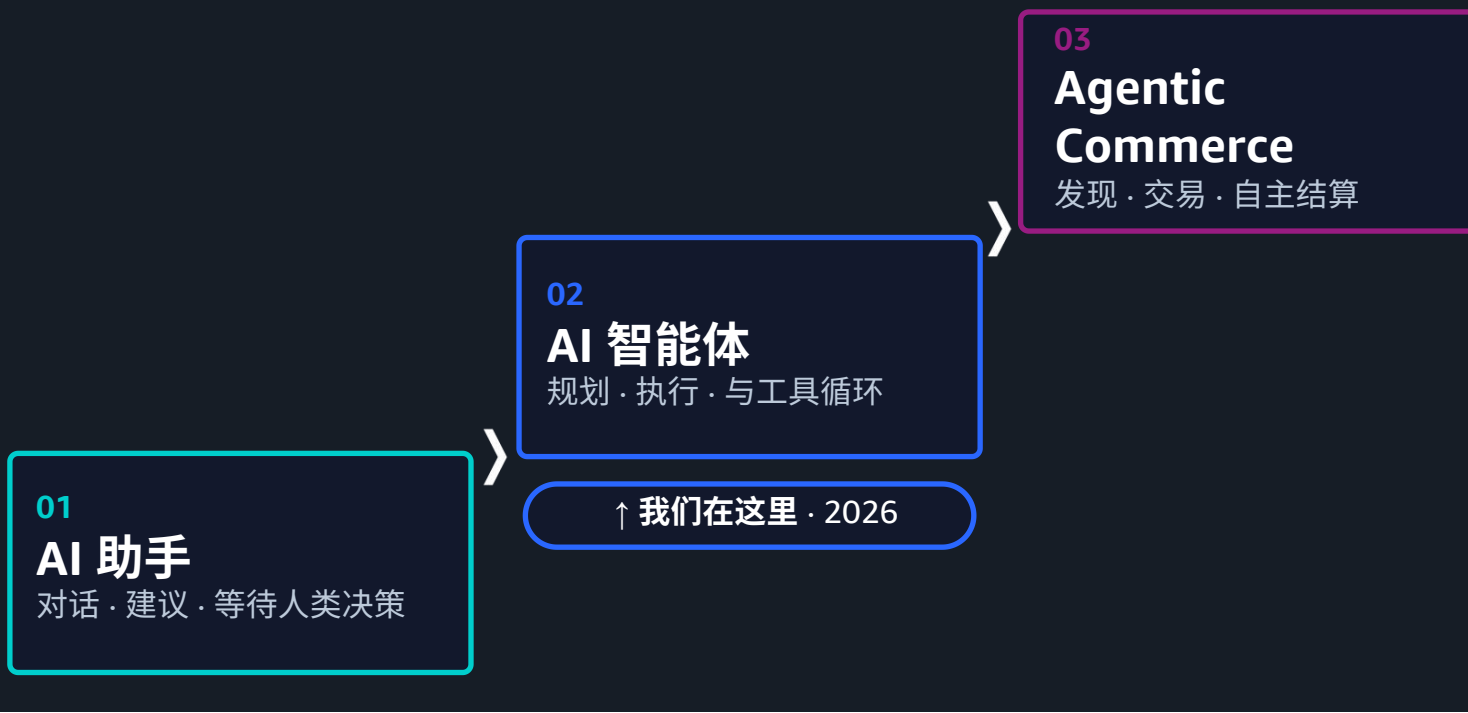 03
Agentic
Commerce
发现 · 交易 · 自主结算
02
AI 智能体
规划 · 执行 · 与工具循环
↑ 我们在这里 · 2026
01
AI 助手
对话 · 建议 · 等待人类决策